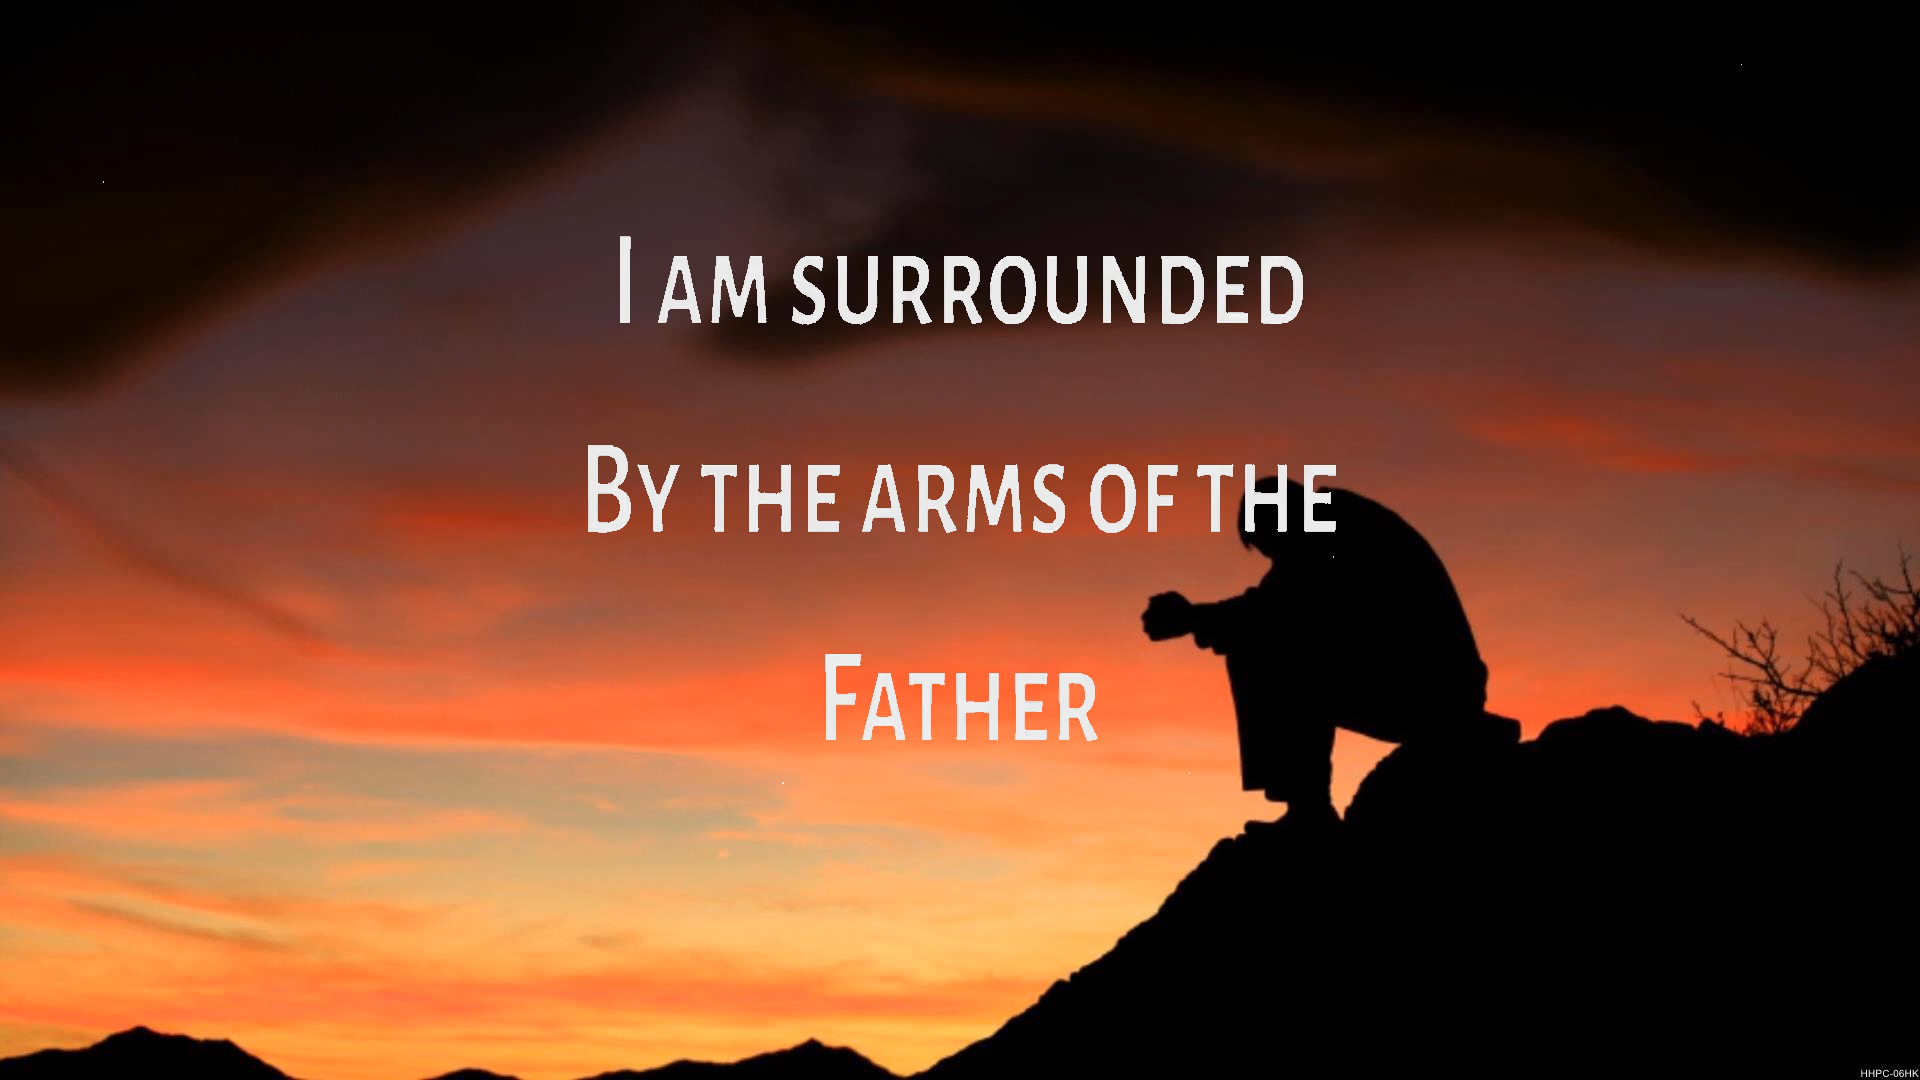 I am surrounded
By the arms of the
Father
HHPC-06HK